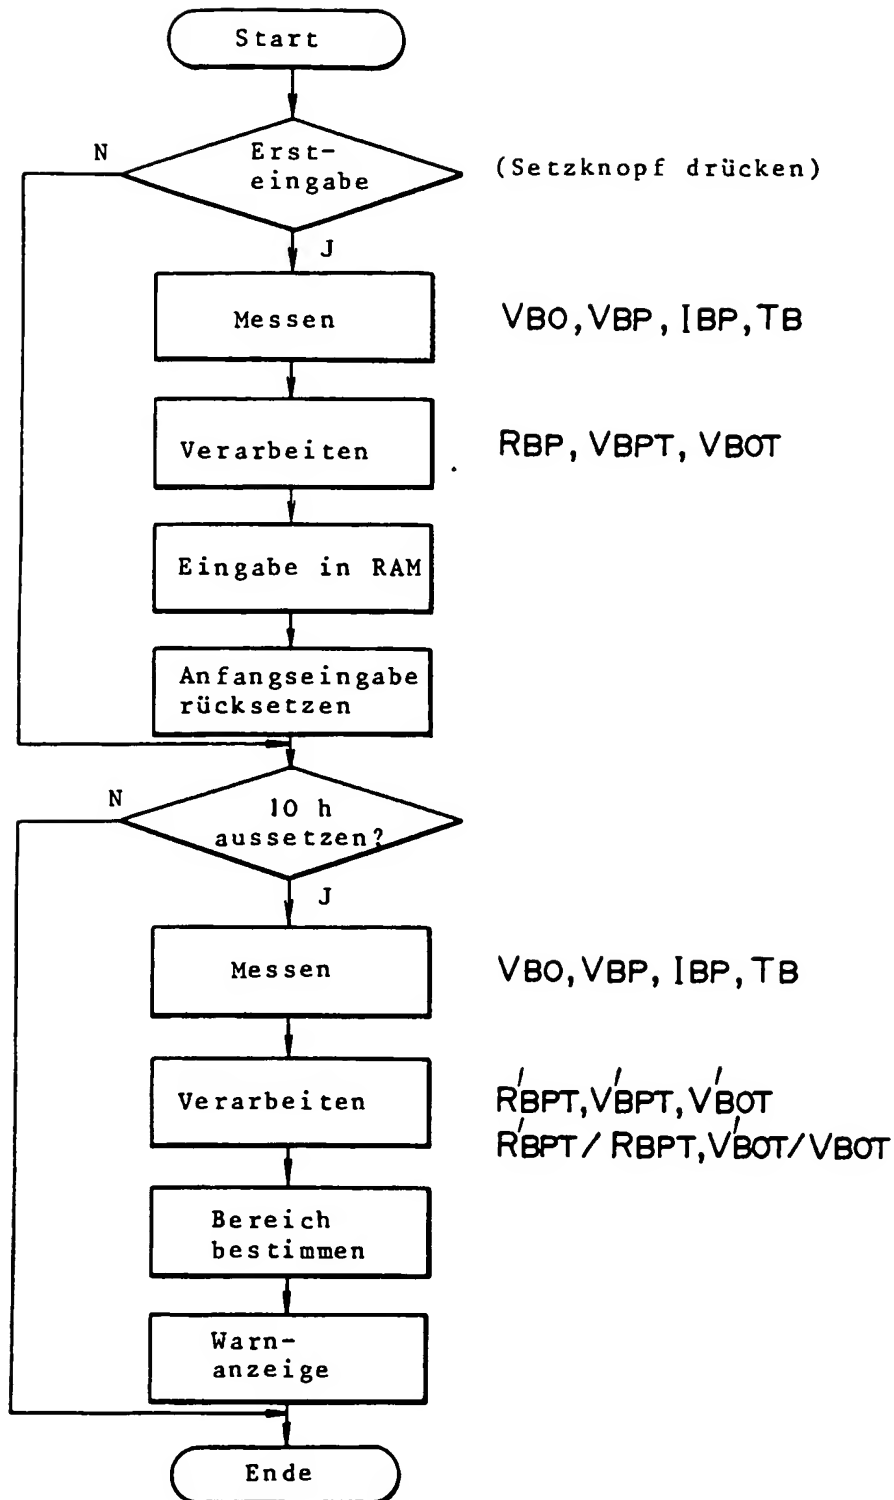 Start
N
Erst-
eingabe
(Setzknopf drücken)
J
Messen
VBO, VBP, IBP, TB
Verarbeiten
RBP, VBPT, VBOT
Eingabe in RAM
Anfangseingabe
rücksetzen
N
10 h
aussetzen?
J
Messen
VBO, VBP, IBP, TB
Verarbeiten
R'BPT, V'BPT, V'BOT
R'BPT / RBPT, V'BOT / VBOT
Bereich
bestimmen
Warn-
anzeige
Ende